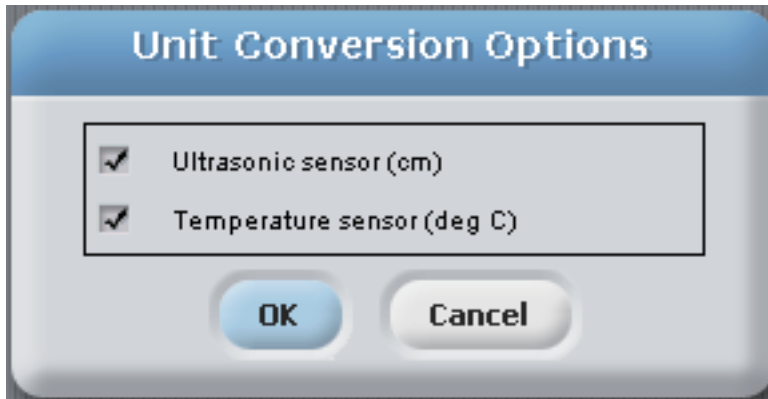 Unit Conversion Options
Ultrasonic sensor (cm)
Temperature sensor (deg C)
OK
Cancel